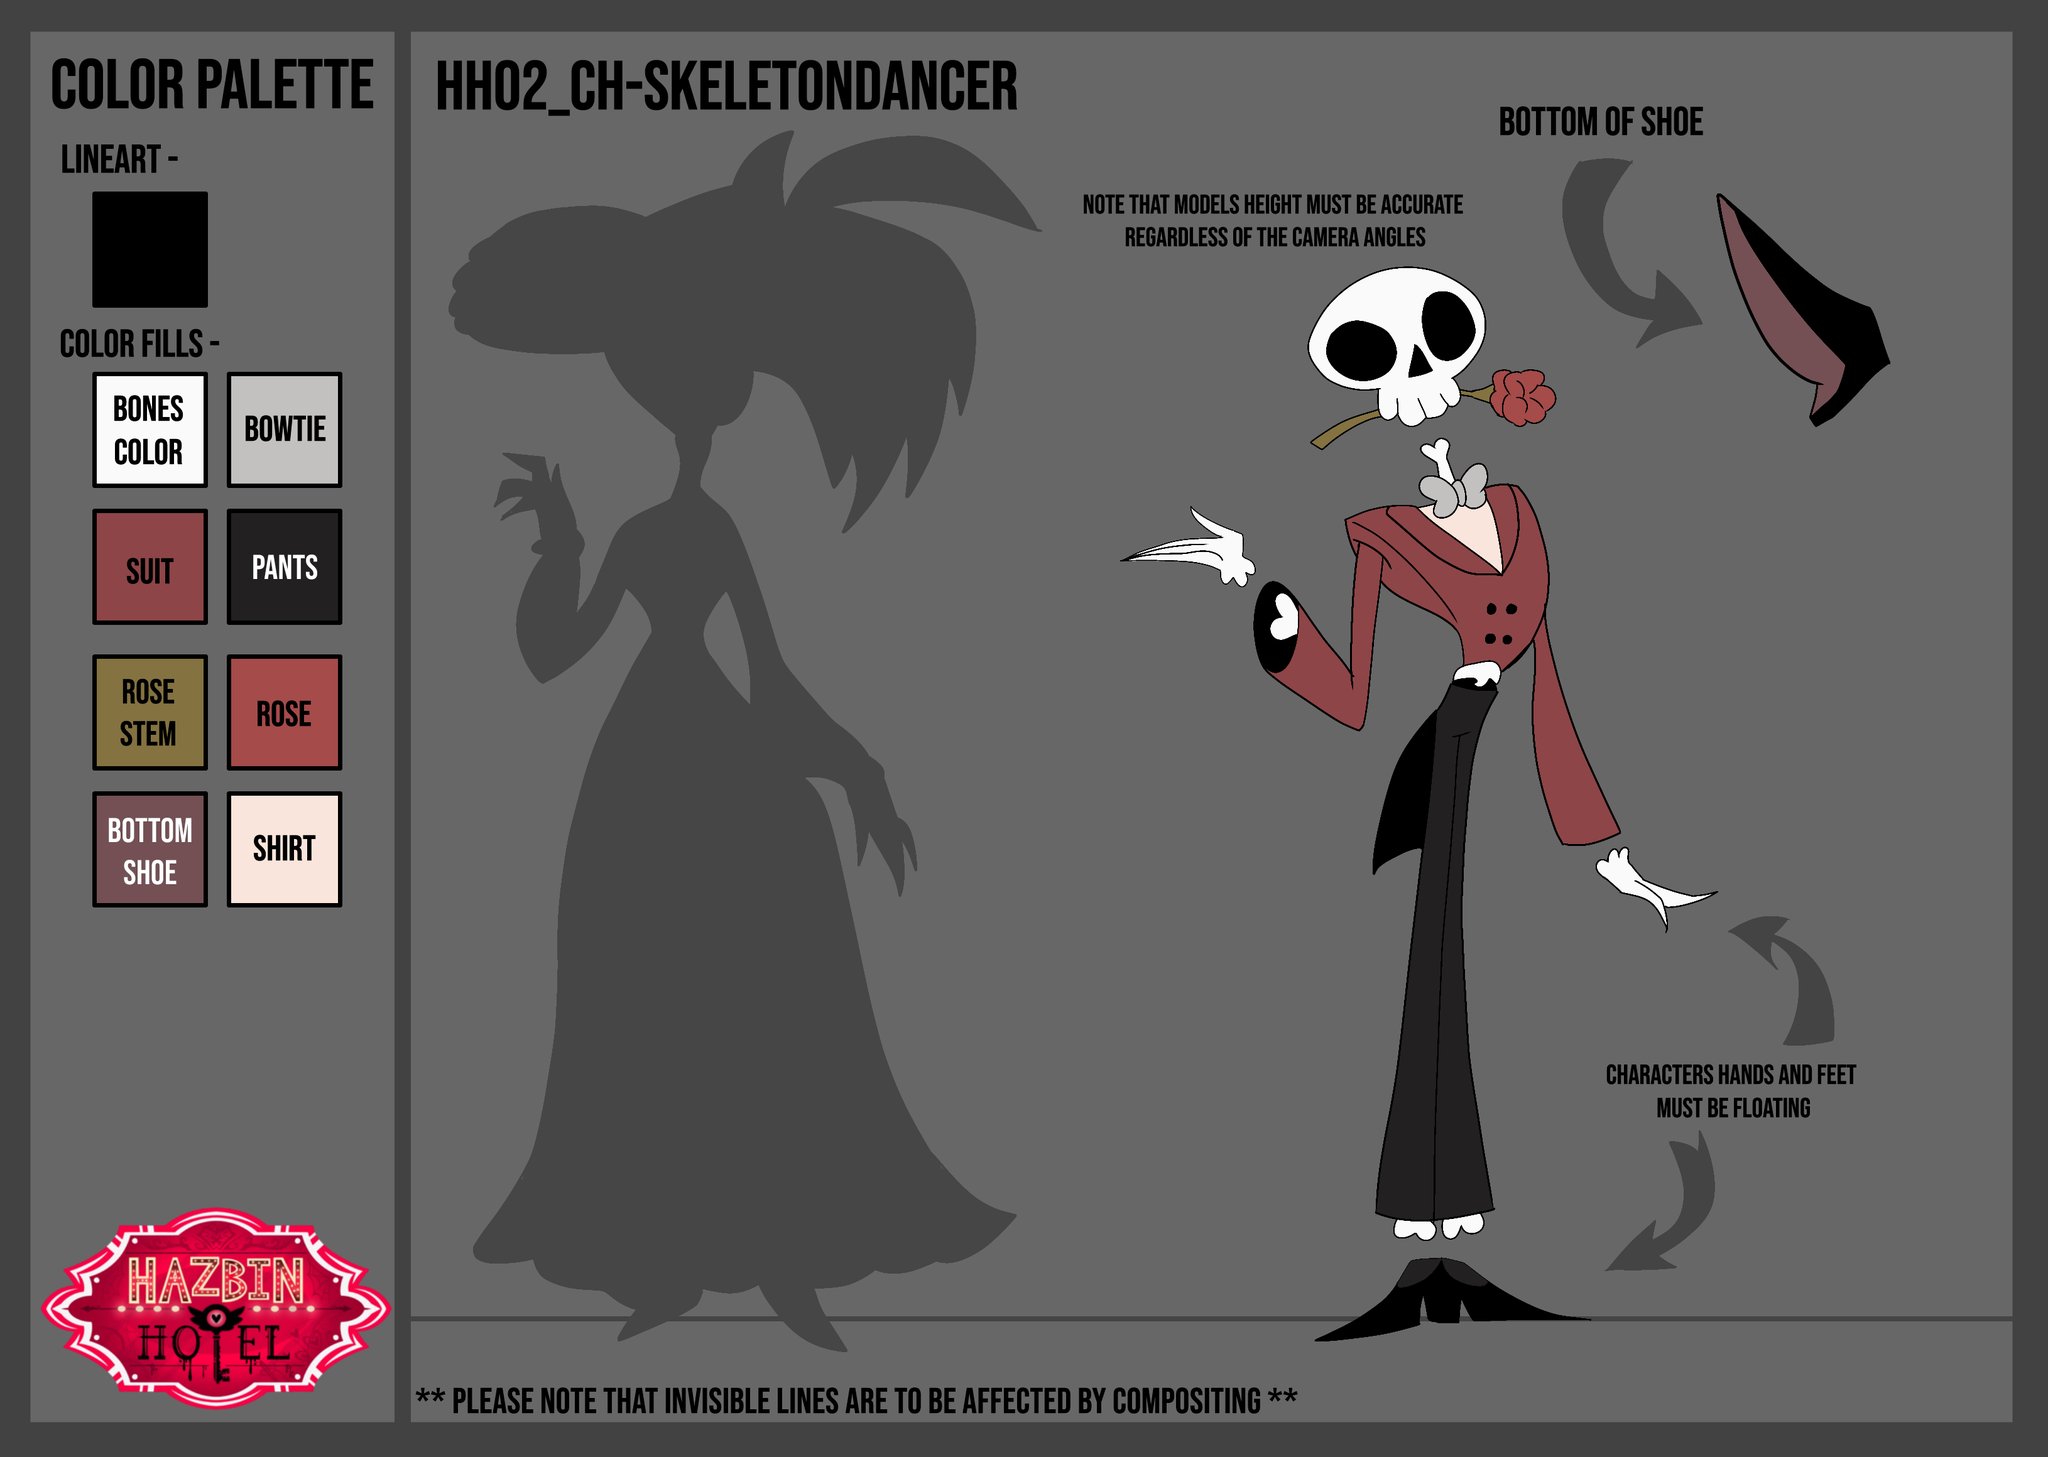 COLOR PALETTE
LINEART -
COLOR FILLS -
BONES
COLOR
BOWTIE
SUIT
PANTS
ROSE
STEM
ROSE
BOTTOM
SHOE
SHIRT
HAZBIN
HOTEL
HH02_CH-SKELETONDANCER
BOTTOM OF SHOE
NOTE THAT MODELS HEIGHT MUST BE ACCURATE
REGARDLESS OF THE CAMERA ANGLES
CHARACTERS HANDS AND FEET
MUST BE FLOATING
** PLEASE NOTE THAT INVISIBLE LINES ARE TO BE AFFECTED BY COMPOSITING **